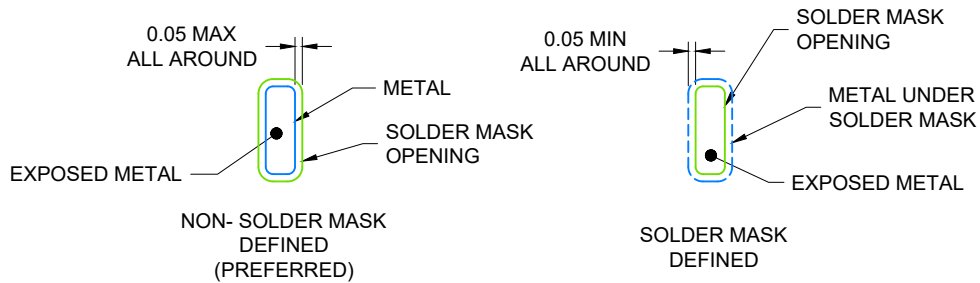 0.05 MAX
ALL AROUND
METAL
SOLDER MASK
OPENING
EXPOSED METAL
NON- SOLDER MASK
DEFINED
(PREFERRED)
0.05 MIN
ALL AROUND
SOLDER MASK
OPENING
METAL UNDER
SOLDER MASK
EXPOSED METAL
SOLDER MASK
DEFINED